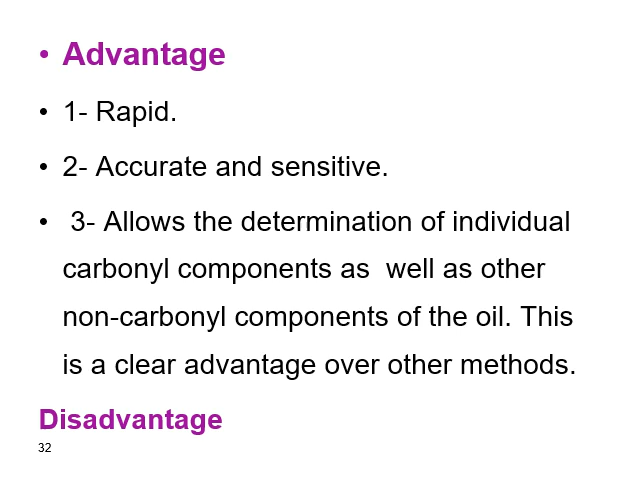 • Advantage
• 1- Rapid.
• 2- Accurate and sensitive.
• 3- Allows the determination of individual
carbonyl components as  well as other
non-carbonyl components of the oil. This
is a clear advantage over other methods.
Disadvantage
32